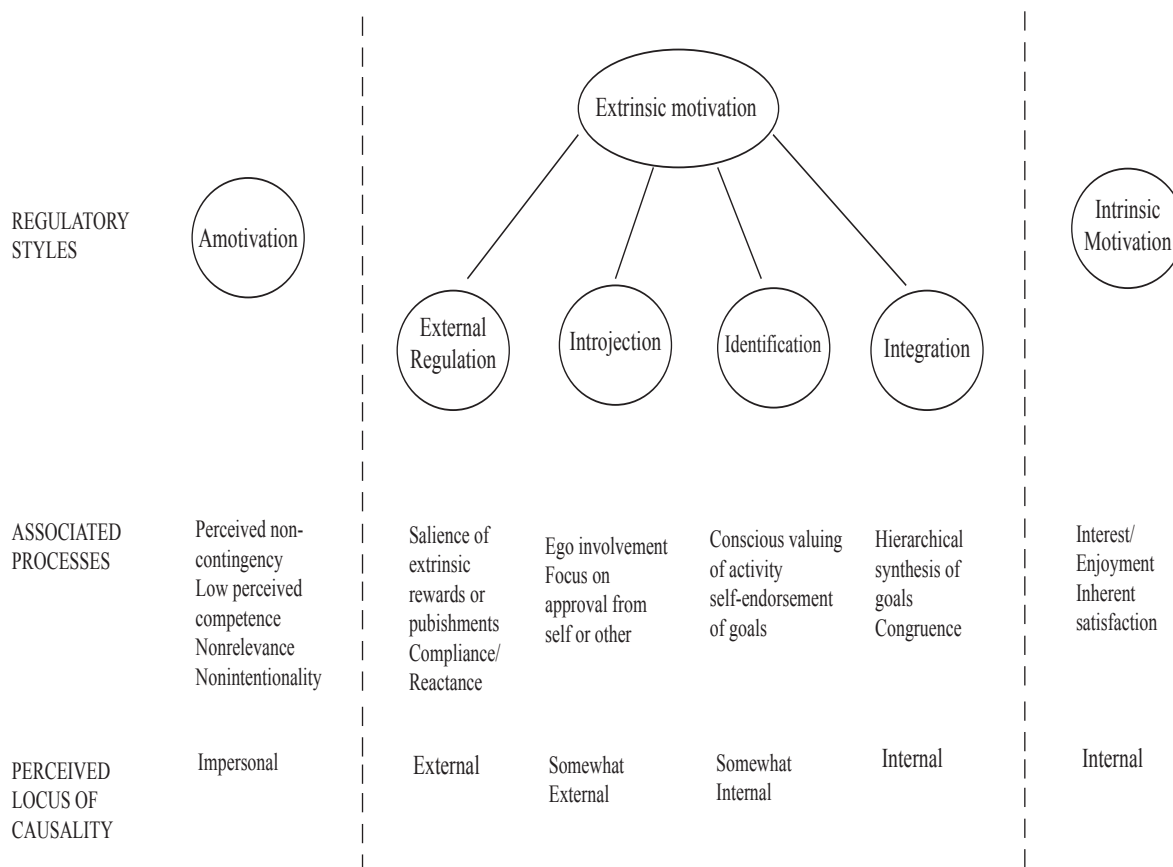 Extrinsic motivation
REGULATORY
STYLES
Amotivation
Intrinsic
Motivation
External
Regulation
Introjection
Identification
Integration
ASSOCIATED
PROCESSES
Perceived non-
contingency
Low perceived
competence
Nonrelevance
Nonintentionality
Salience of
extrinsic
rewards or
pubishments
Compliance/
Reactance
Ego involvement
Focus on
approval from
self or other
Conscious valuing
of activity
self-endorsement
of goals
Hierarchical
synthesis of
goals
Congruence
Interest/
Enjoyment
Inherent
satisfaction
PERCEIVED
LOCUS OF
CAUSALITY
Impersonal
External
Somewhat
External
Somewhat
Internal
Internal
Internal